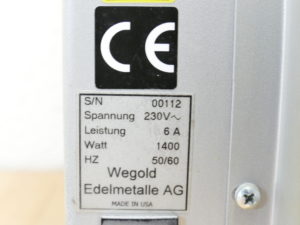 CE
S/N 00112
Spannung 230V~
Leistung 6 A
Watt 1400
HZ 50/60
Wegold
Edelmetalle AG
MADE IN USA